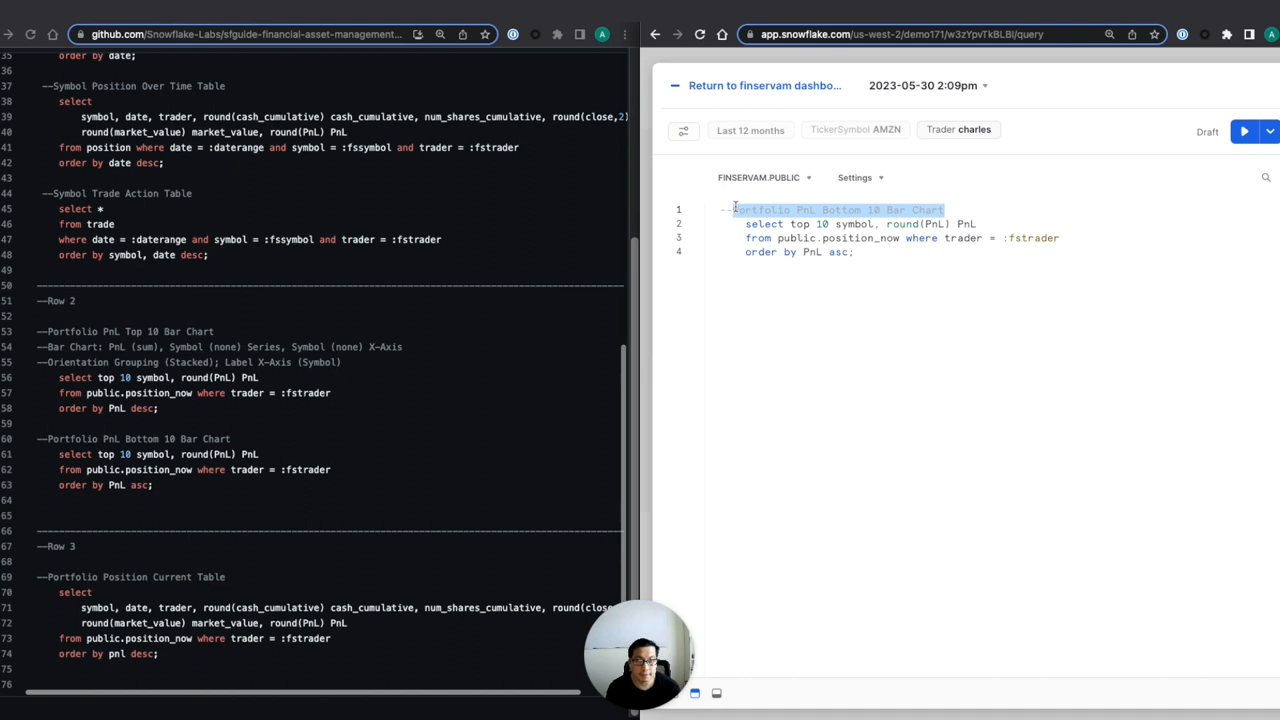 github.com/Snowflake-Labs/sfguide-financial-asset-management...
A
35 order by date;
36
37 --Symbol Position Over Time Table
38 select
39 symbol, date, trader, round(cash_cumulative) cash_cumulative, num_shares_cumulative, round(close,2)
40 round(market_value) market_value, round(PnL) PnL
41 from position where date = :daterange and symbol = :fssymbol and trader = :fstrader
42 order by date desc;
43
44 --Symbol Trade Action Table
45 select *
46 from trade
47 where date = :daterange and symbol = :fssymbol and trader = :fstrader
48 order by symbol, date desc;
49
50 --------------------------------------------------------------------------------
51 --Row 2
52
53 --Portfolio PnL Top 10 Bar Chart
54 --Bar Chart: PnL (sum), Symbol (none) Series, Symbol (none) X-Axis
55 --Orientation Grouping (Stacked); Label X-Axis (Symbol)
56 select top 10 symbol, round(PnL) PnL
57 from public.position_now where trader = :fstrader
58 order by PnL desc;
59
60 --Portfolio PnL Bottom 10 Bar Chart
61 select top 10 symbol, round(PnL) PnL
62 from public.position_now where trader = :fstrader
63 order by PnL asc;
64
65
66 --------------------------------------------------------------------------------
67 --Row 3
68
69 --Portfolio Position Current Table
70 select
71 symbol, date, trader, round(cash_cumulative) cash_cumulative, num_shares_cumulative, round(close
72 round(market_value) market_value, round(PnL) PnL
73 from public.position_now where trader = :fstrader
74 order by pnl desc;
75
76
app.snowflake.com/us-west-2/demo171/w3zYpvTkBLBI/query
A
Return to finservam dashbo... 2023-05-30 2:09pm
Last 12 months TickerSymbol AMZN Trader charles Draft
FINSERVAM.PUBLIC Settings
1 --Portfolio PnL Bottom 10 Bar Chart
2 select top 10 symbol, round(PnL) PnL
3 from public.position_now where trader = :fstrader
4 order by PnL asc;